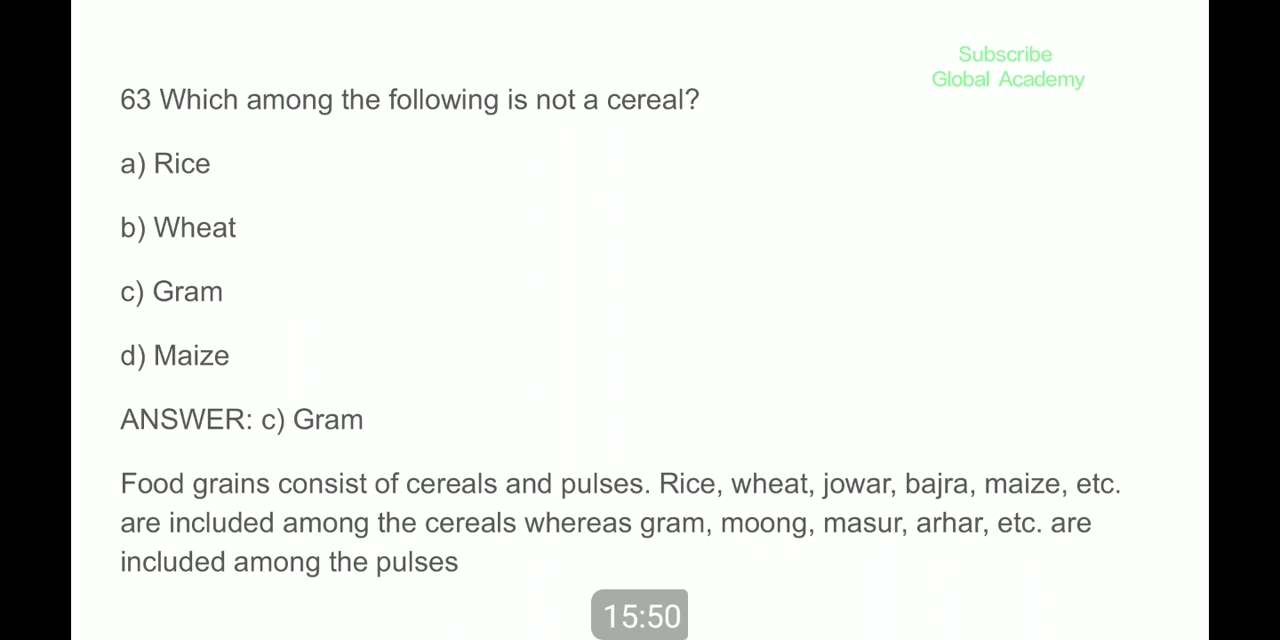 Subscribe
Global Academy
63 Which among the following is not a cereal?
a) Rice
b) Wheat
c) Gram
d) Maize
ANSWER: c) Gram
Food grains consist of cereals and pulses. Rice, wheat, jowar, bajra, maize, etc.
are included among the cereals whereas gram, moong, masur, arhar, etc. are
included among the pulses
15:50